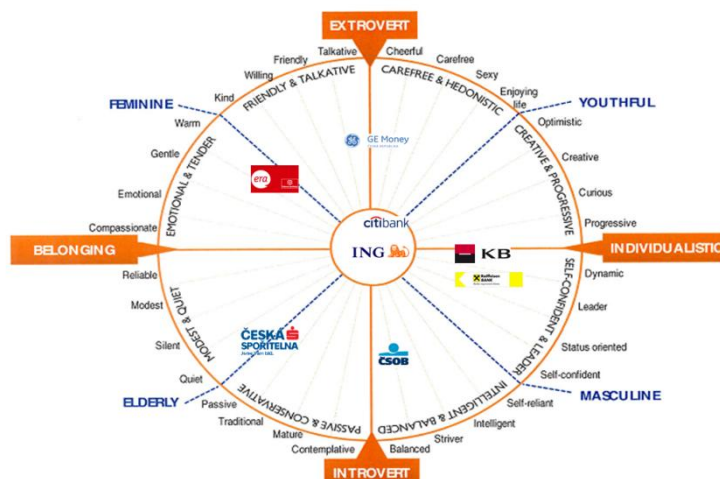 EXTROVERT
Talkative
Cheerful
Friendly
Carefree
Willing
Sexy
Kind
Enjoying life
FRIENDLY & TALKATIVE
CAREFREE & HEDONISTIC
FEMININE
YOUTHFUL
Warm
Optimistic
Gentle
Creative
Emotional
Curious
Compassionate
Progressive
EMOTIONAL & TENDER
CREATIVE & PROGRESSIVE
GE Money
era
citibank
ING
KB
BELONGING
INDIVIDUALISTIC
Raiffeisen
BANK
Reliable
Dynamic
Modest
Leader
Silent
Status oriented
Quiet
Self-confident
MODEST & QUIET
SELF-CONFIDENT & LEADER
ČESKÁ
SPOŘITELNA
ČSOB
ELDERLY
MASCULINE
Passive
Self-reliant
Traditional
Intelligent
Mature
Striver
Contemplative
Balanced
PASSIVE & CONSERVATIVE
INTELLIGENT & BALANCED
INTROVERT